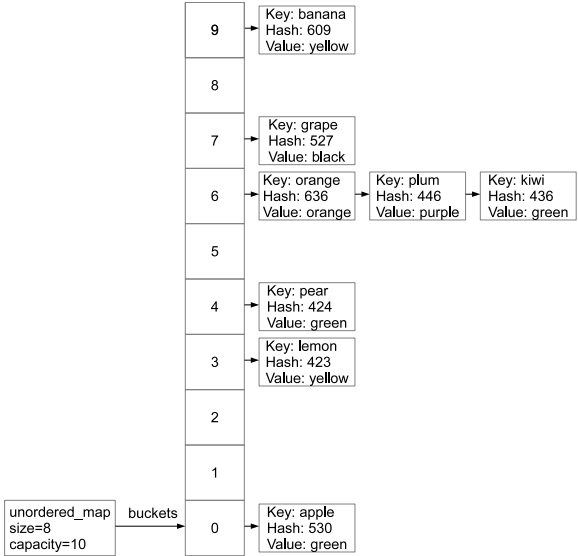 9
Key: banana
Hash: 609
Value: yellow
8
7
Key: grape
Hash: 527
Value: black
6
Key: orange
Hash: 636
Value: orange
Key: plum
Hash: 446
Value: purple
Key: kiwi
Hash: 436
Value: green
5
4
Key: pear
Hash: 424
Value: green
3
Key: lemon
Hash: 423
Value: yellow
2
1
unordered_map
size=8
capacity=10
buckets
0
Key: apple
Hash: 530
Value: green